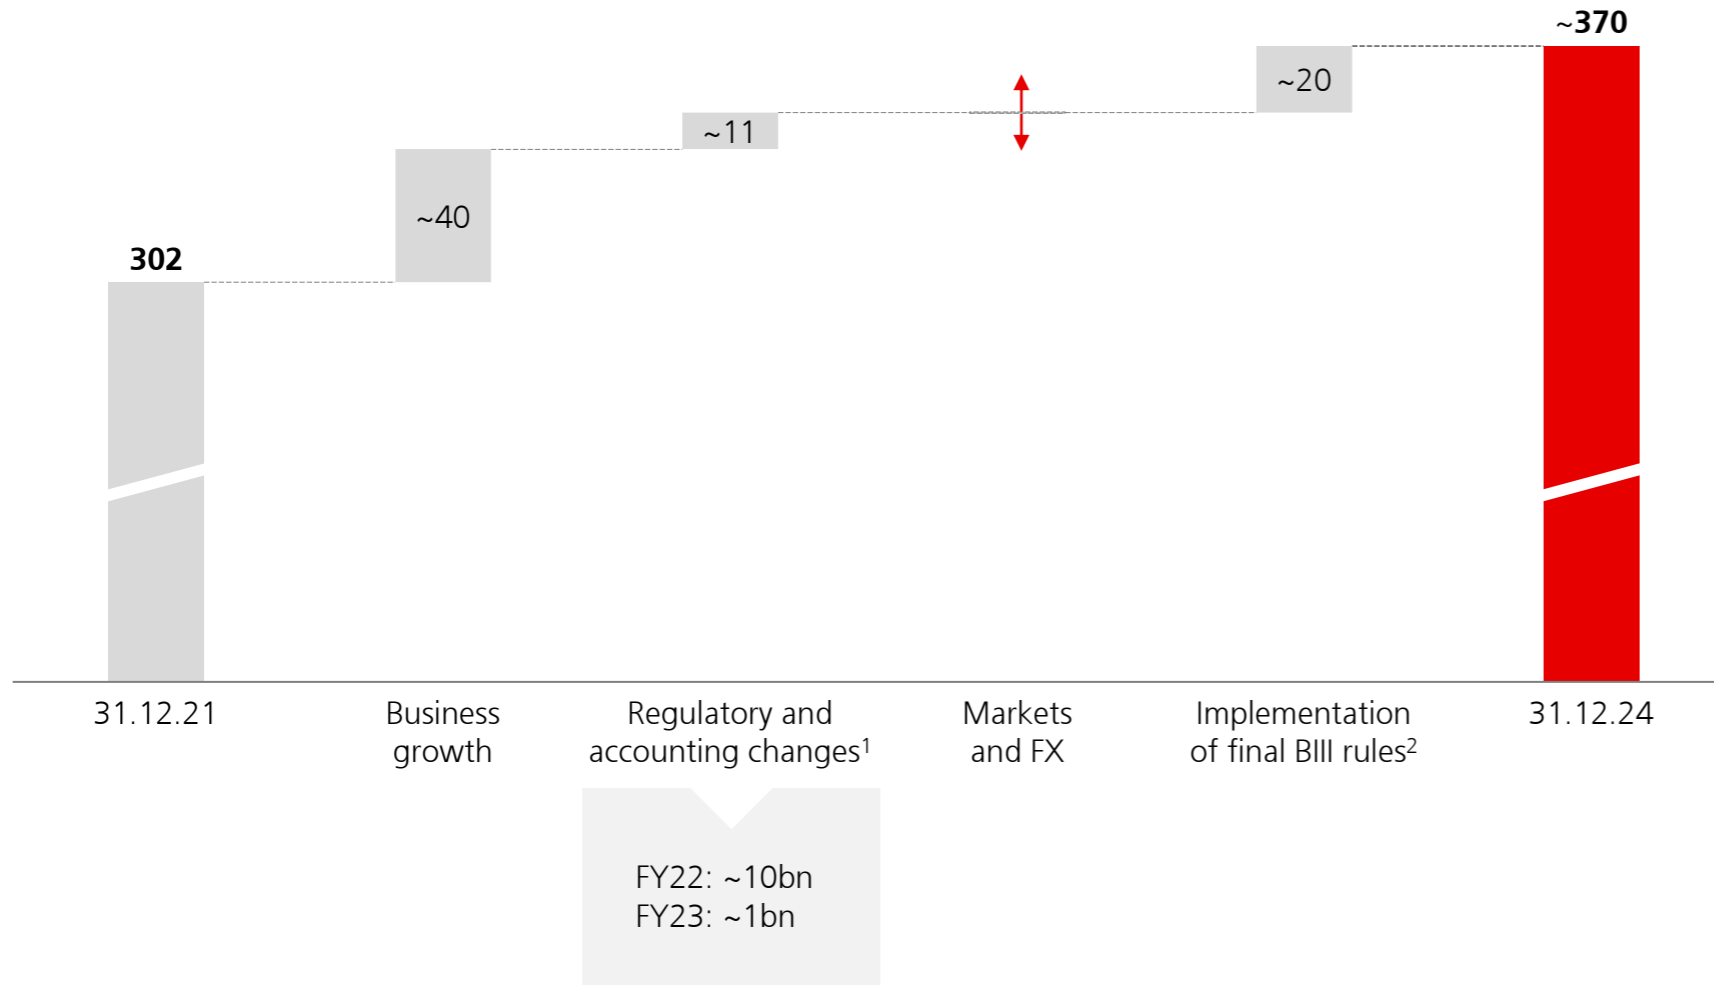 ~370
~20
~11
~40
302
31.12.21
Business
growth
Regulatory and
accounting changes¹
Markets
and FX
Implementation
of final BIII rules²
31.12.24
FY22: ~10bn
FY23: ~1bn